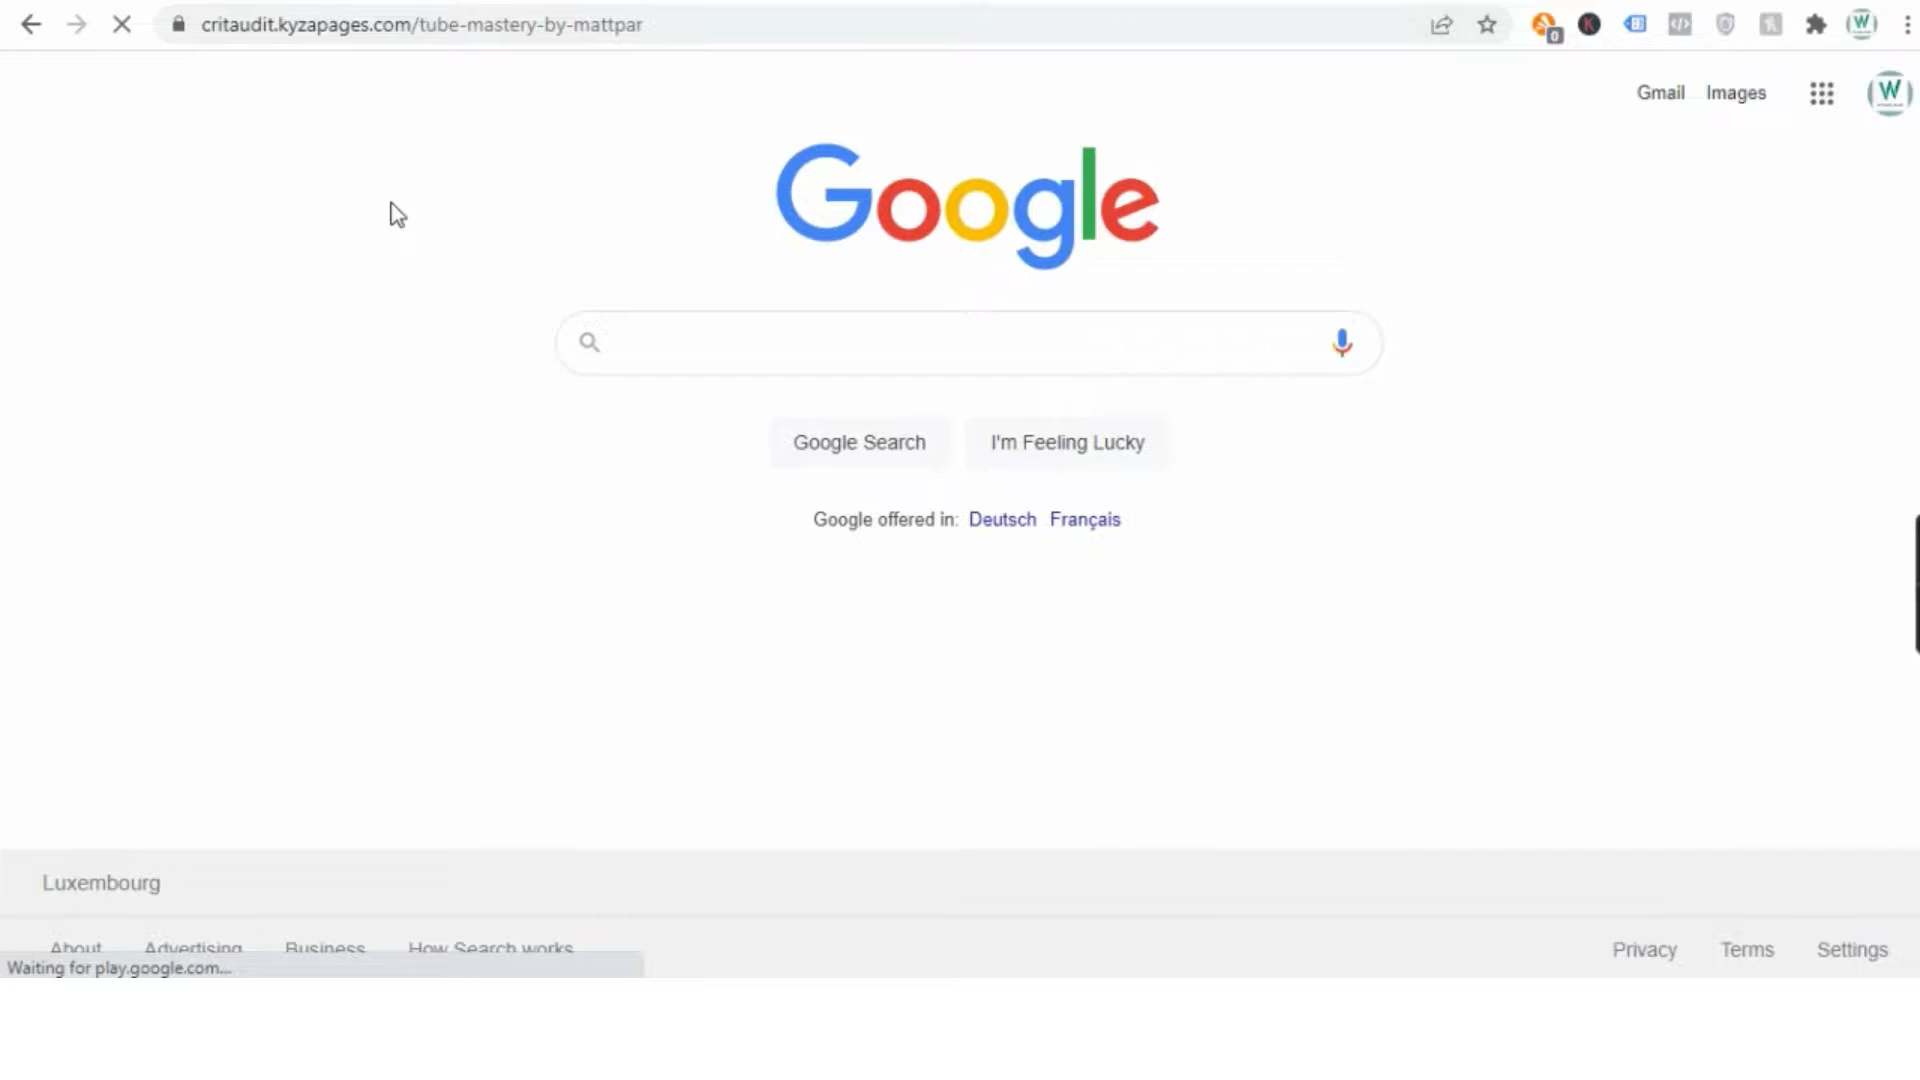 critaudit.kyzapages.com/tube-mastery-by-mattpar
0
K
W
Gmail Images
W
Google
Google Search I'm Feeling Lucky
Google offered in: Deutsch Français
Luxembourg
About Advertising Business How Search works
Privacy Terms Settings
Waiting for play.google.com...